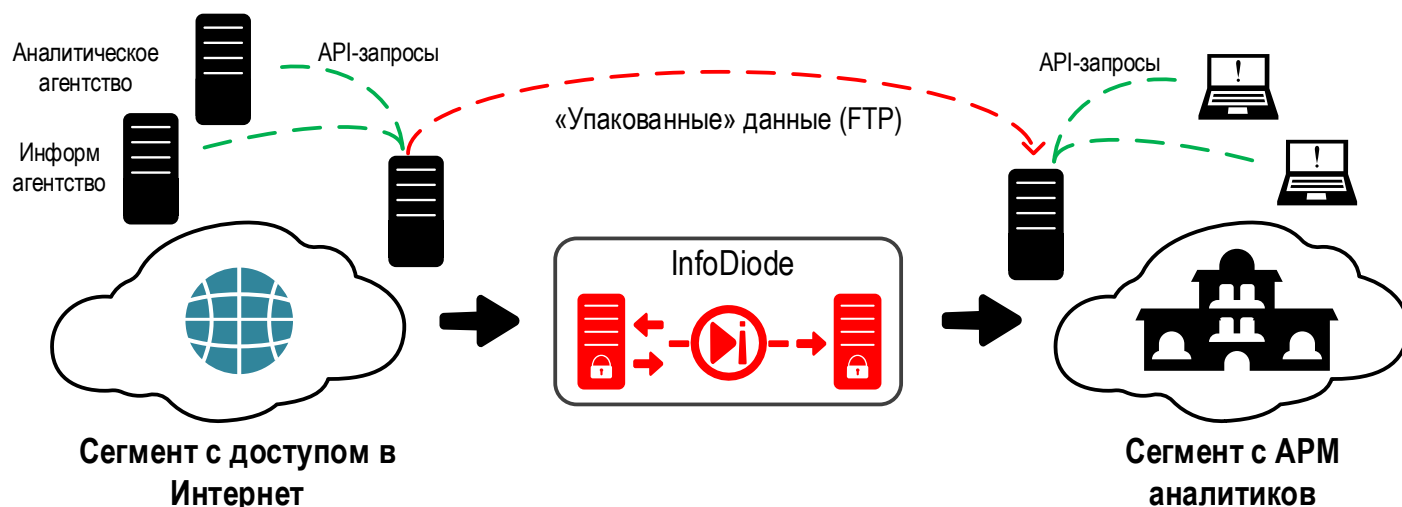 Аналитическое
агентство
API-запросы
Информ
агентство
«Упакованные» данные (FTP)
API-запросы
InfoDiode
Сегмент с доступом в
Интернет
Сегмент с АРМ
аналитиков